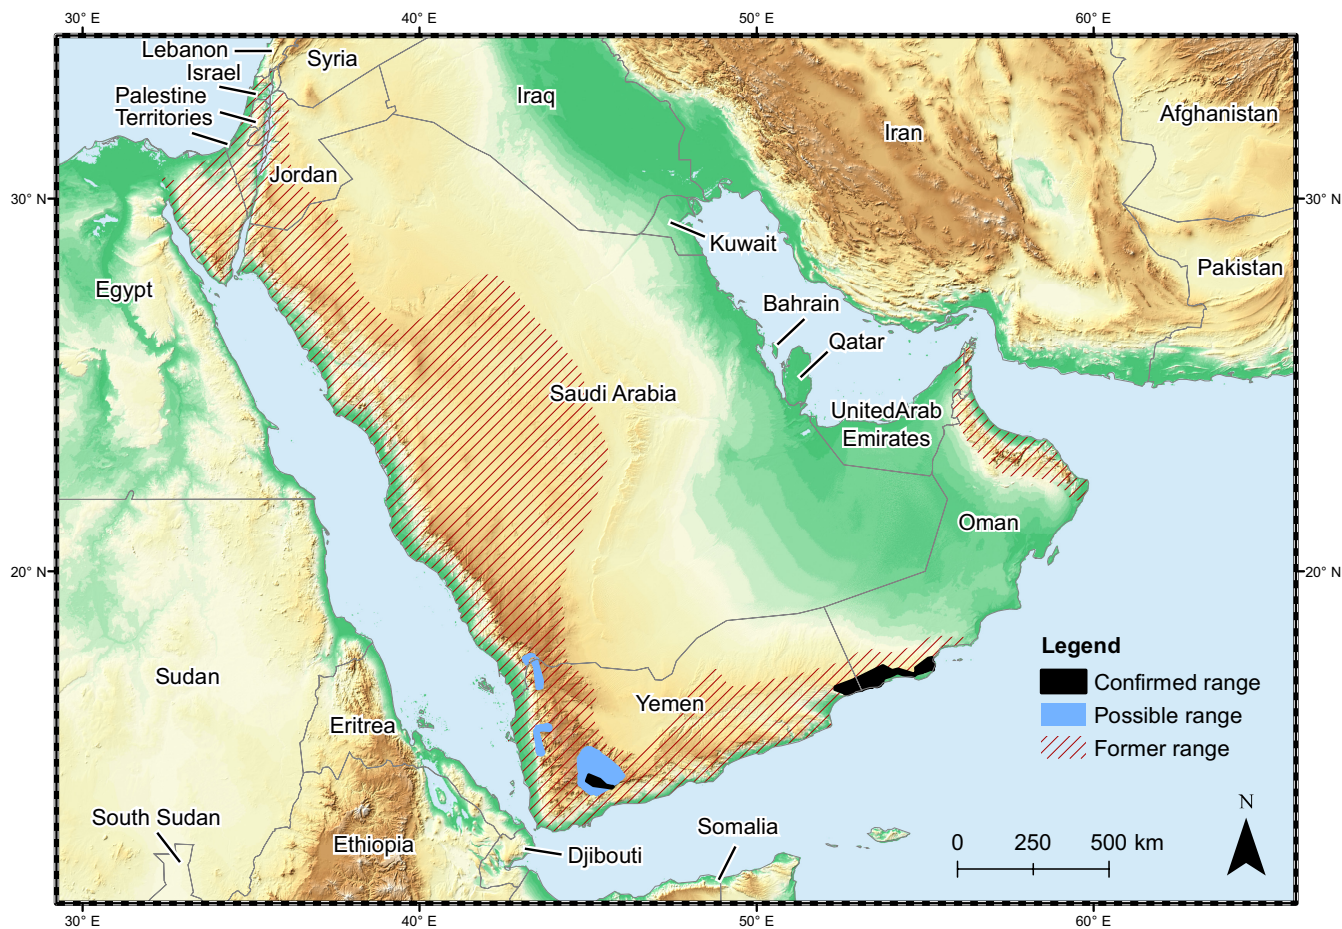 30° E
40° E
50° E
60° E
Lebanon
Syria
Israel
Palestine
Territories
Iraq
Iran
Afghanistan
Jordan
30° N
30° N
Kuwait
Pakistan
Egypt
Bahrain
Qatar
Saudi Arabia
UnitedArab
Emirates
Oman
20° N
20° N
Legend
Confirmed range
Possible range
Former range
Sudan
Yemen
Eritrea
N
South Sudan
Somalia
Ethiopia
Djibouti
0 250 500 km
30° E
40° E
50° E
60° E